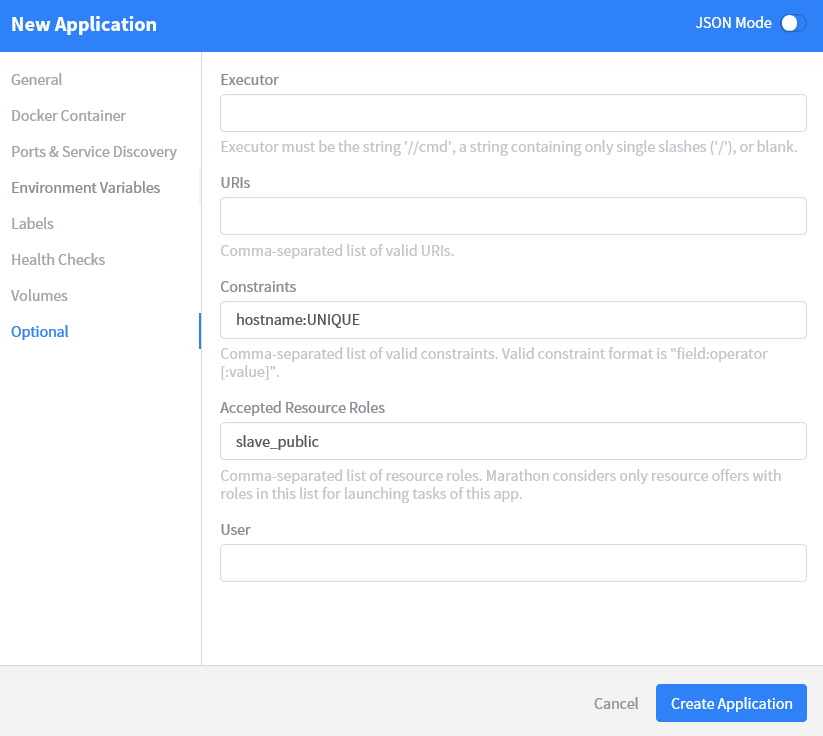 New Application
JSON Mode
General
Docker Container
Ports & Service Discovery
Environment Variables
Labels
Health Checks
Volumes
Optional
Executor
Executor must be the string '//cmd', a string containing only single slashes ('/'), or blank.
URIs
Comma-separated list of valid URIs.
Constraints
hostname:UNIQUE
Comma-separated list of valid constraints. Valid constraint format is "field:operator
[:value]".
Accepted Resource Roles
slave_public
Comma-separated list of resource roles. Marathon considers only resource offers with
roles in this list for launching tasks of this app.
User
Cancel
Create Application